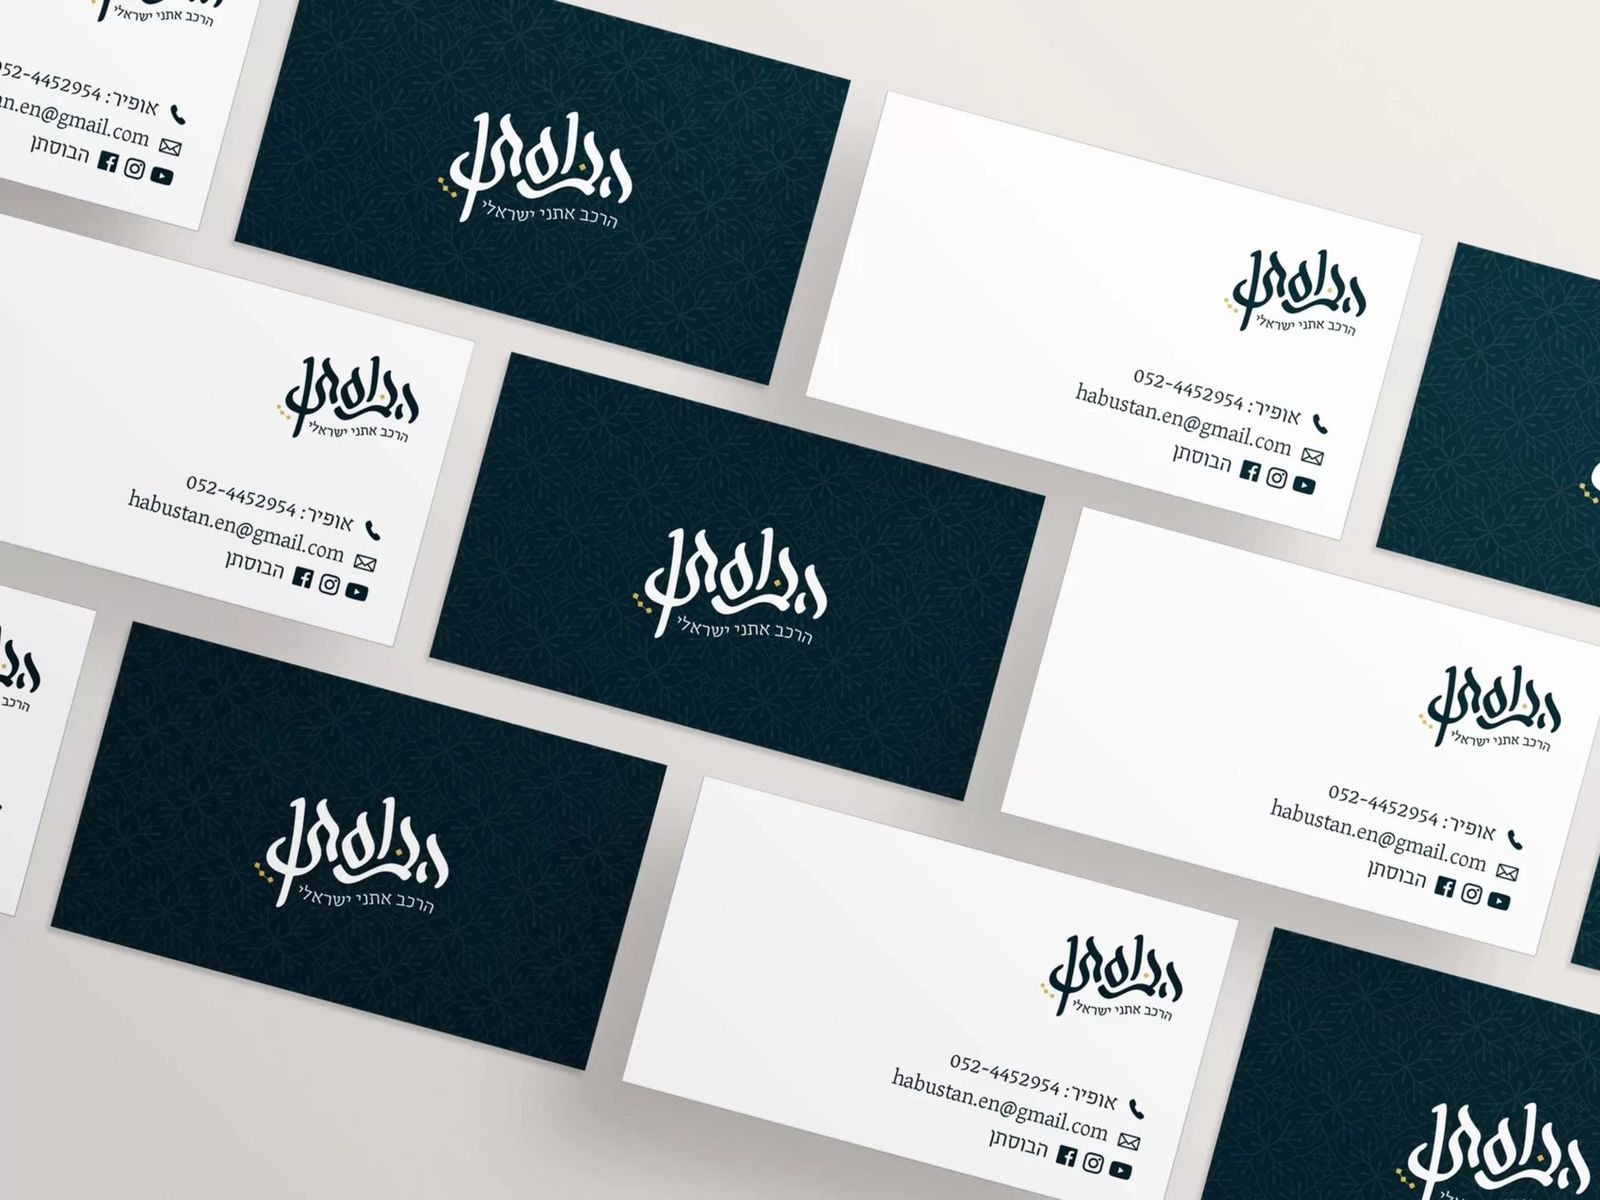 הבוסתן
הרכב אתני ישראלי
אופיר: 052-4452954
habustan.en@gmail.com
הבוסתן